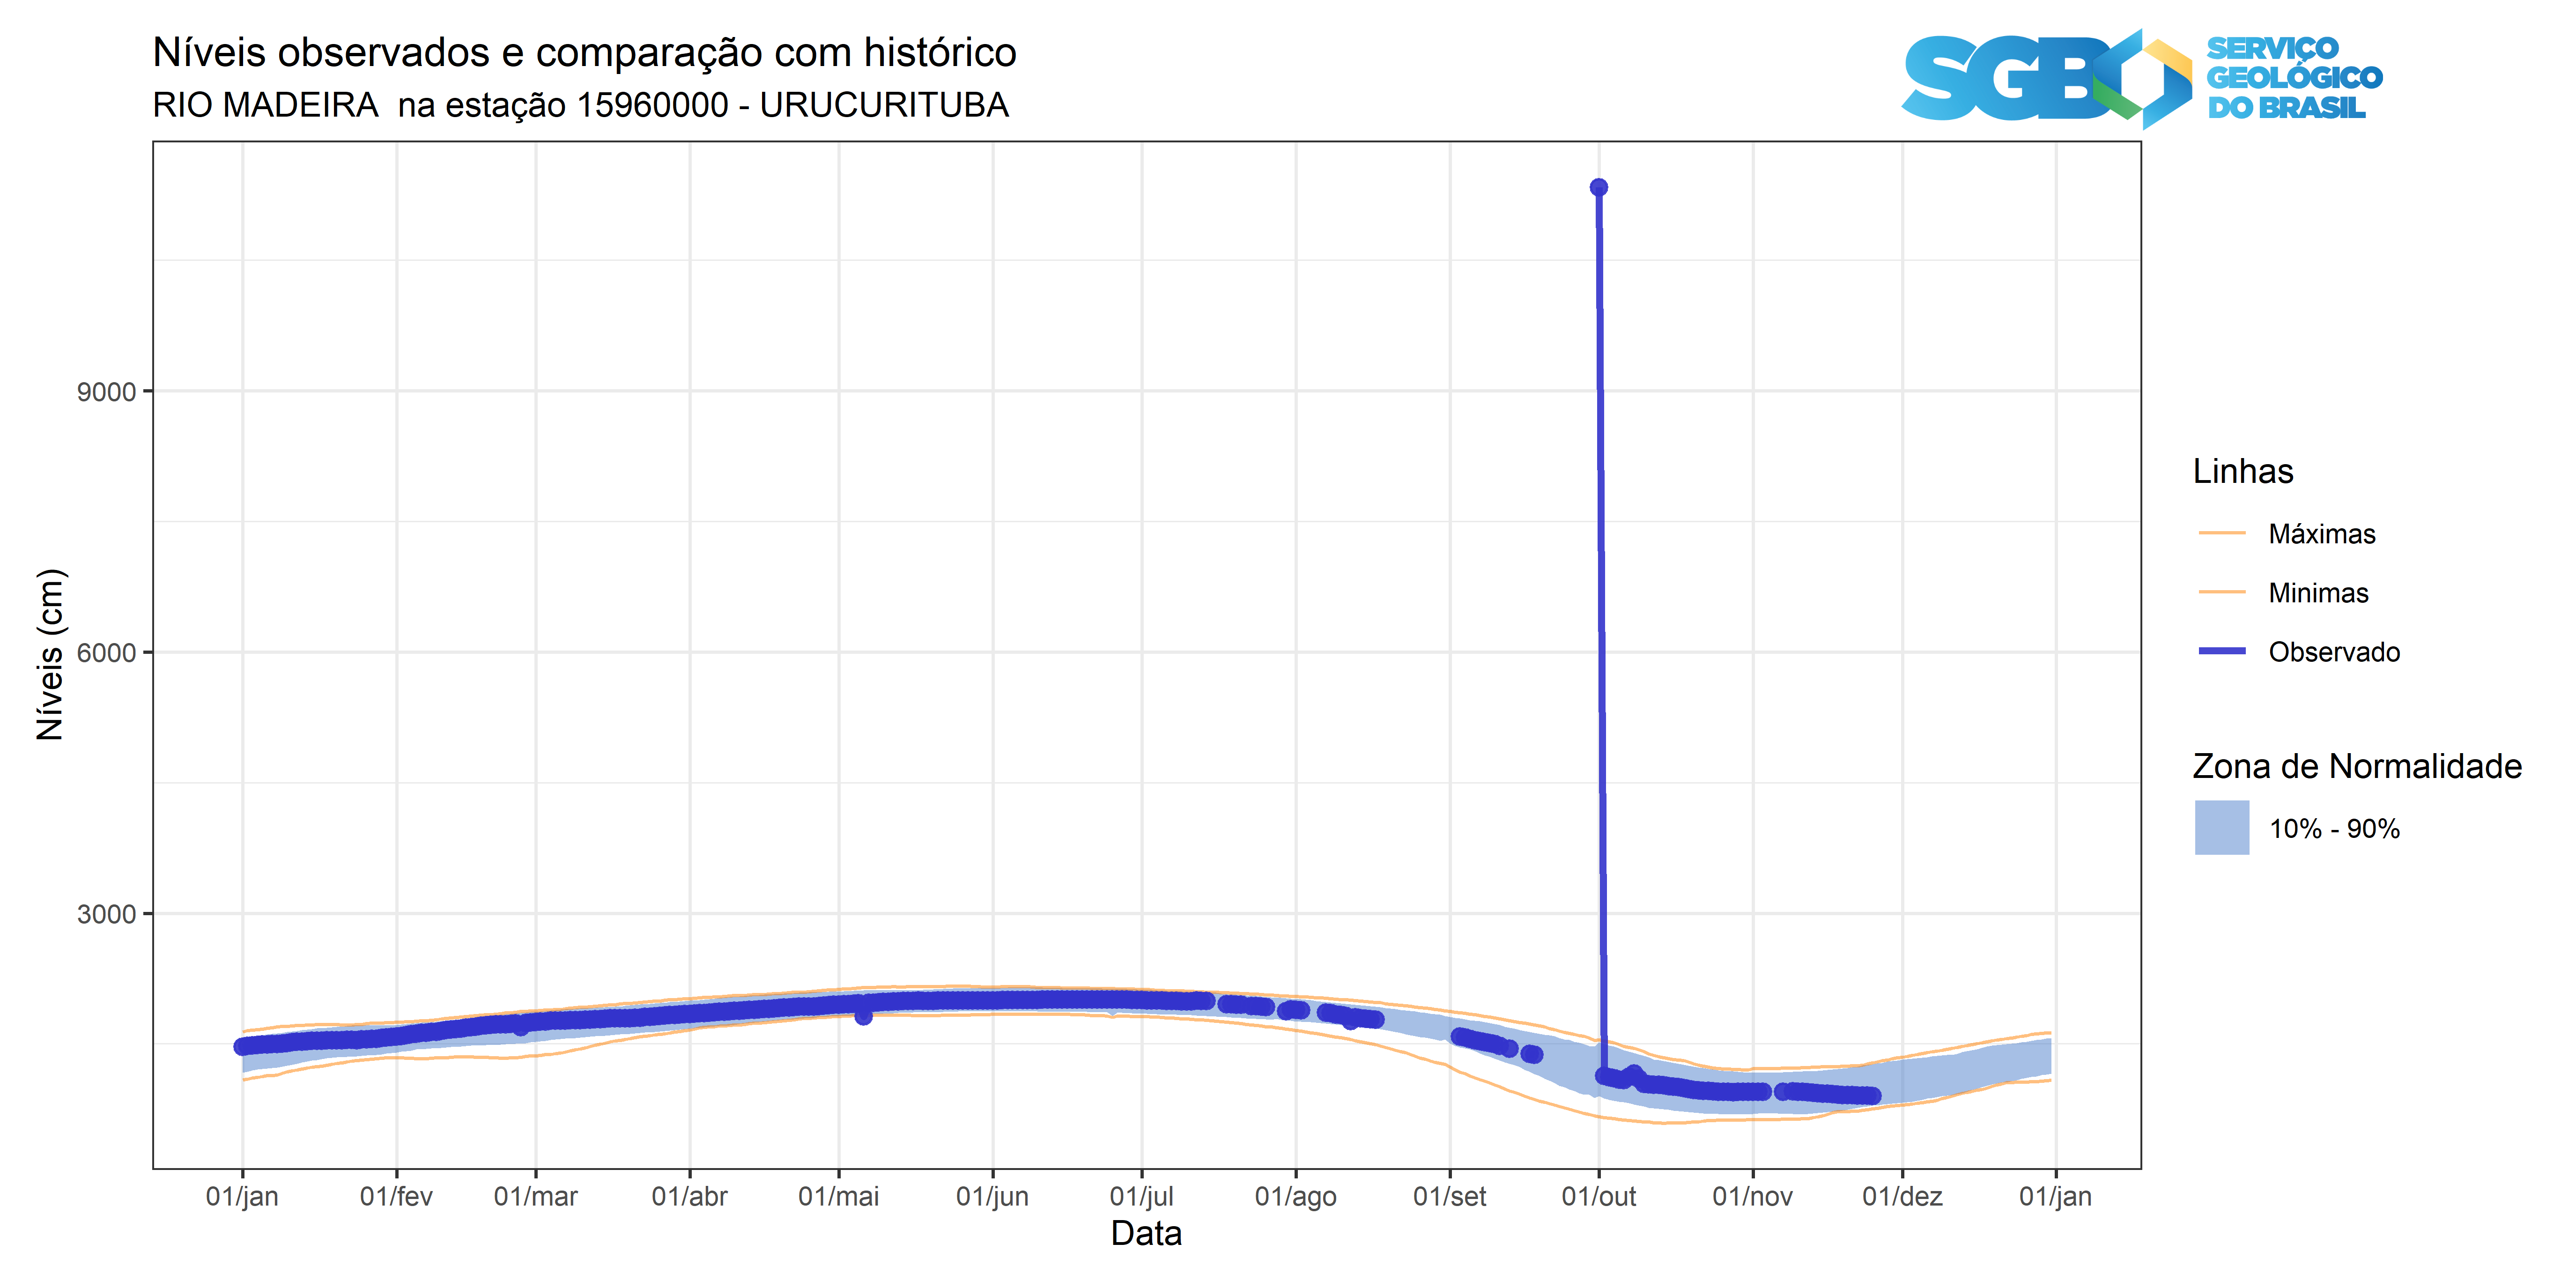 Níveis observados e comparação com histórico
RIO MADEIRA  na estação 15960000 - URUCURITUBA
SGB
SERVIÇO
GEOLÓGICO
DO BRASIL
Níveis (cm)
9000
6000
3000
01/jan
01/fev
01/mar
01/abr
01/mai
01/jun
01/jul
01/ago
01/set
01/out
01/nov
01/dez
01/jan
Data
Linhas
Máximas
Minimas
Observado
Zona de Normalidade
10% - 90%